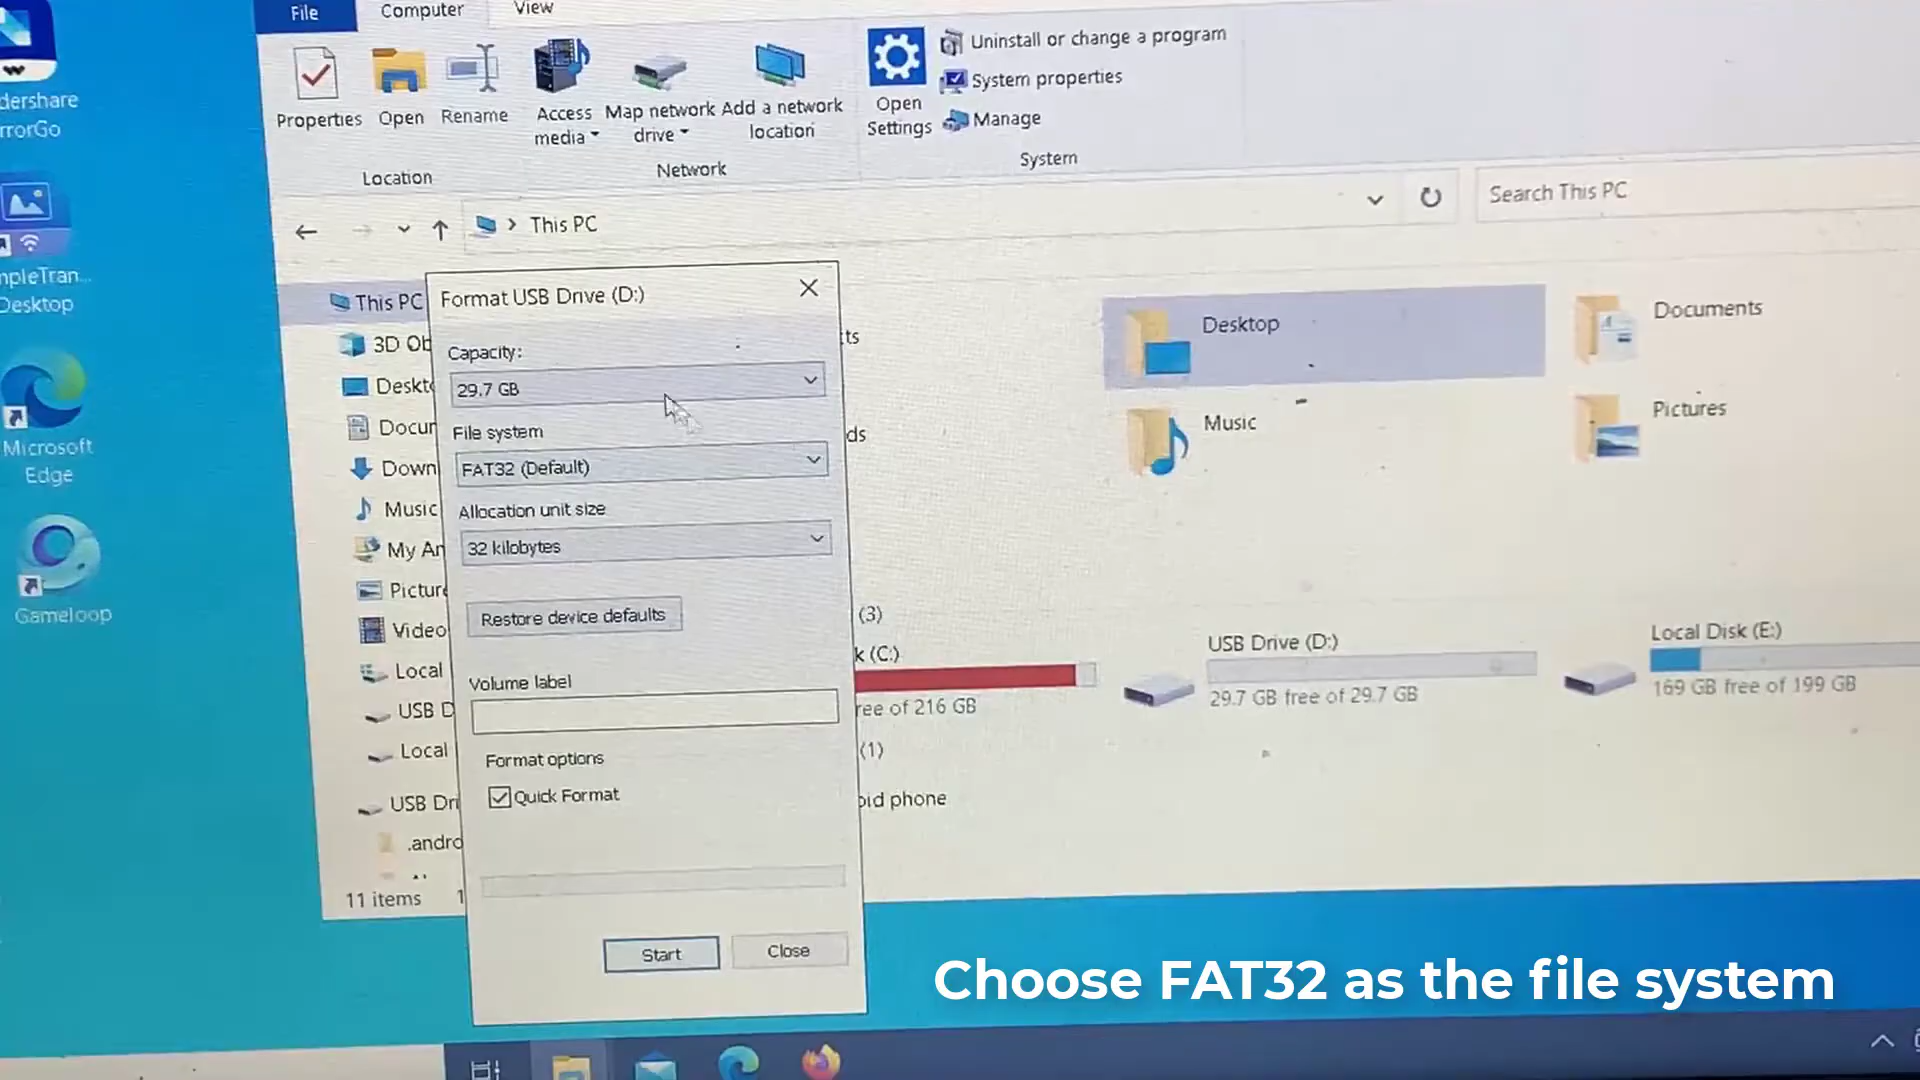 File
Computer
View
Properties
Open
Rename
Access
media
Map network
drive
Add a network
location
Open
Settings
Uninstall or change a program
System properties
Manage
Location
Network
System
This PC
Search This PC
dershare
rrorGo
mpleTran...
Desktop
Microsoft
Edge
Gameloop
This PC
3D Ob
Deskto
Docur
Down
Music
My An
Picture
Video
Local
USB D
Local
USB Dri
.andro
11 items
Format USB Drive (D:)
Capacity:
29.7 GB
File system
FAT32 (Default)
Allocation unit size
32 kilobytes
Restore device defaults
Volume label
Format options
Quick Format
Start
Close
ts
ds
(3)
k (C:)
ree of 216 GB
(1)
oid phone
Desktop
Documents
Music
Pictures
USB Drive (D:)
29.7 GB free of 29.7 GB
Local Disk (E:)
169 GB free of 199 GB
Choose FAT32 as the file system